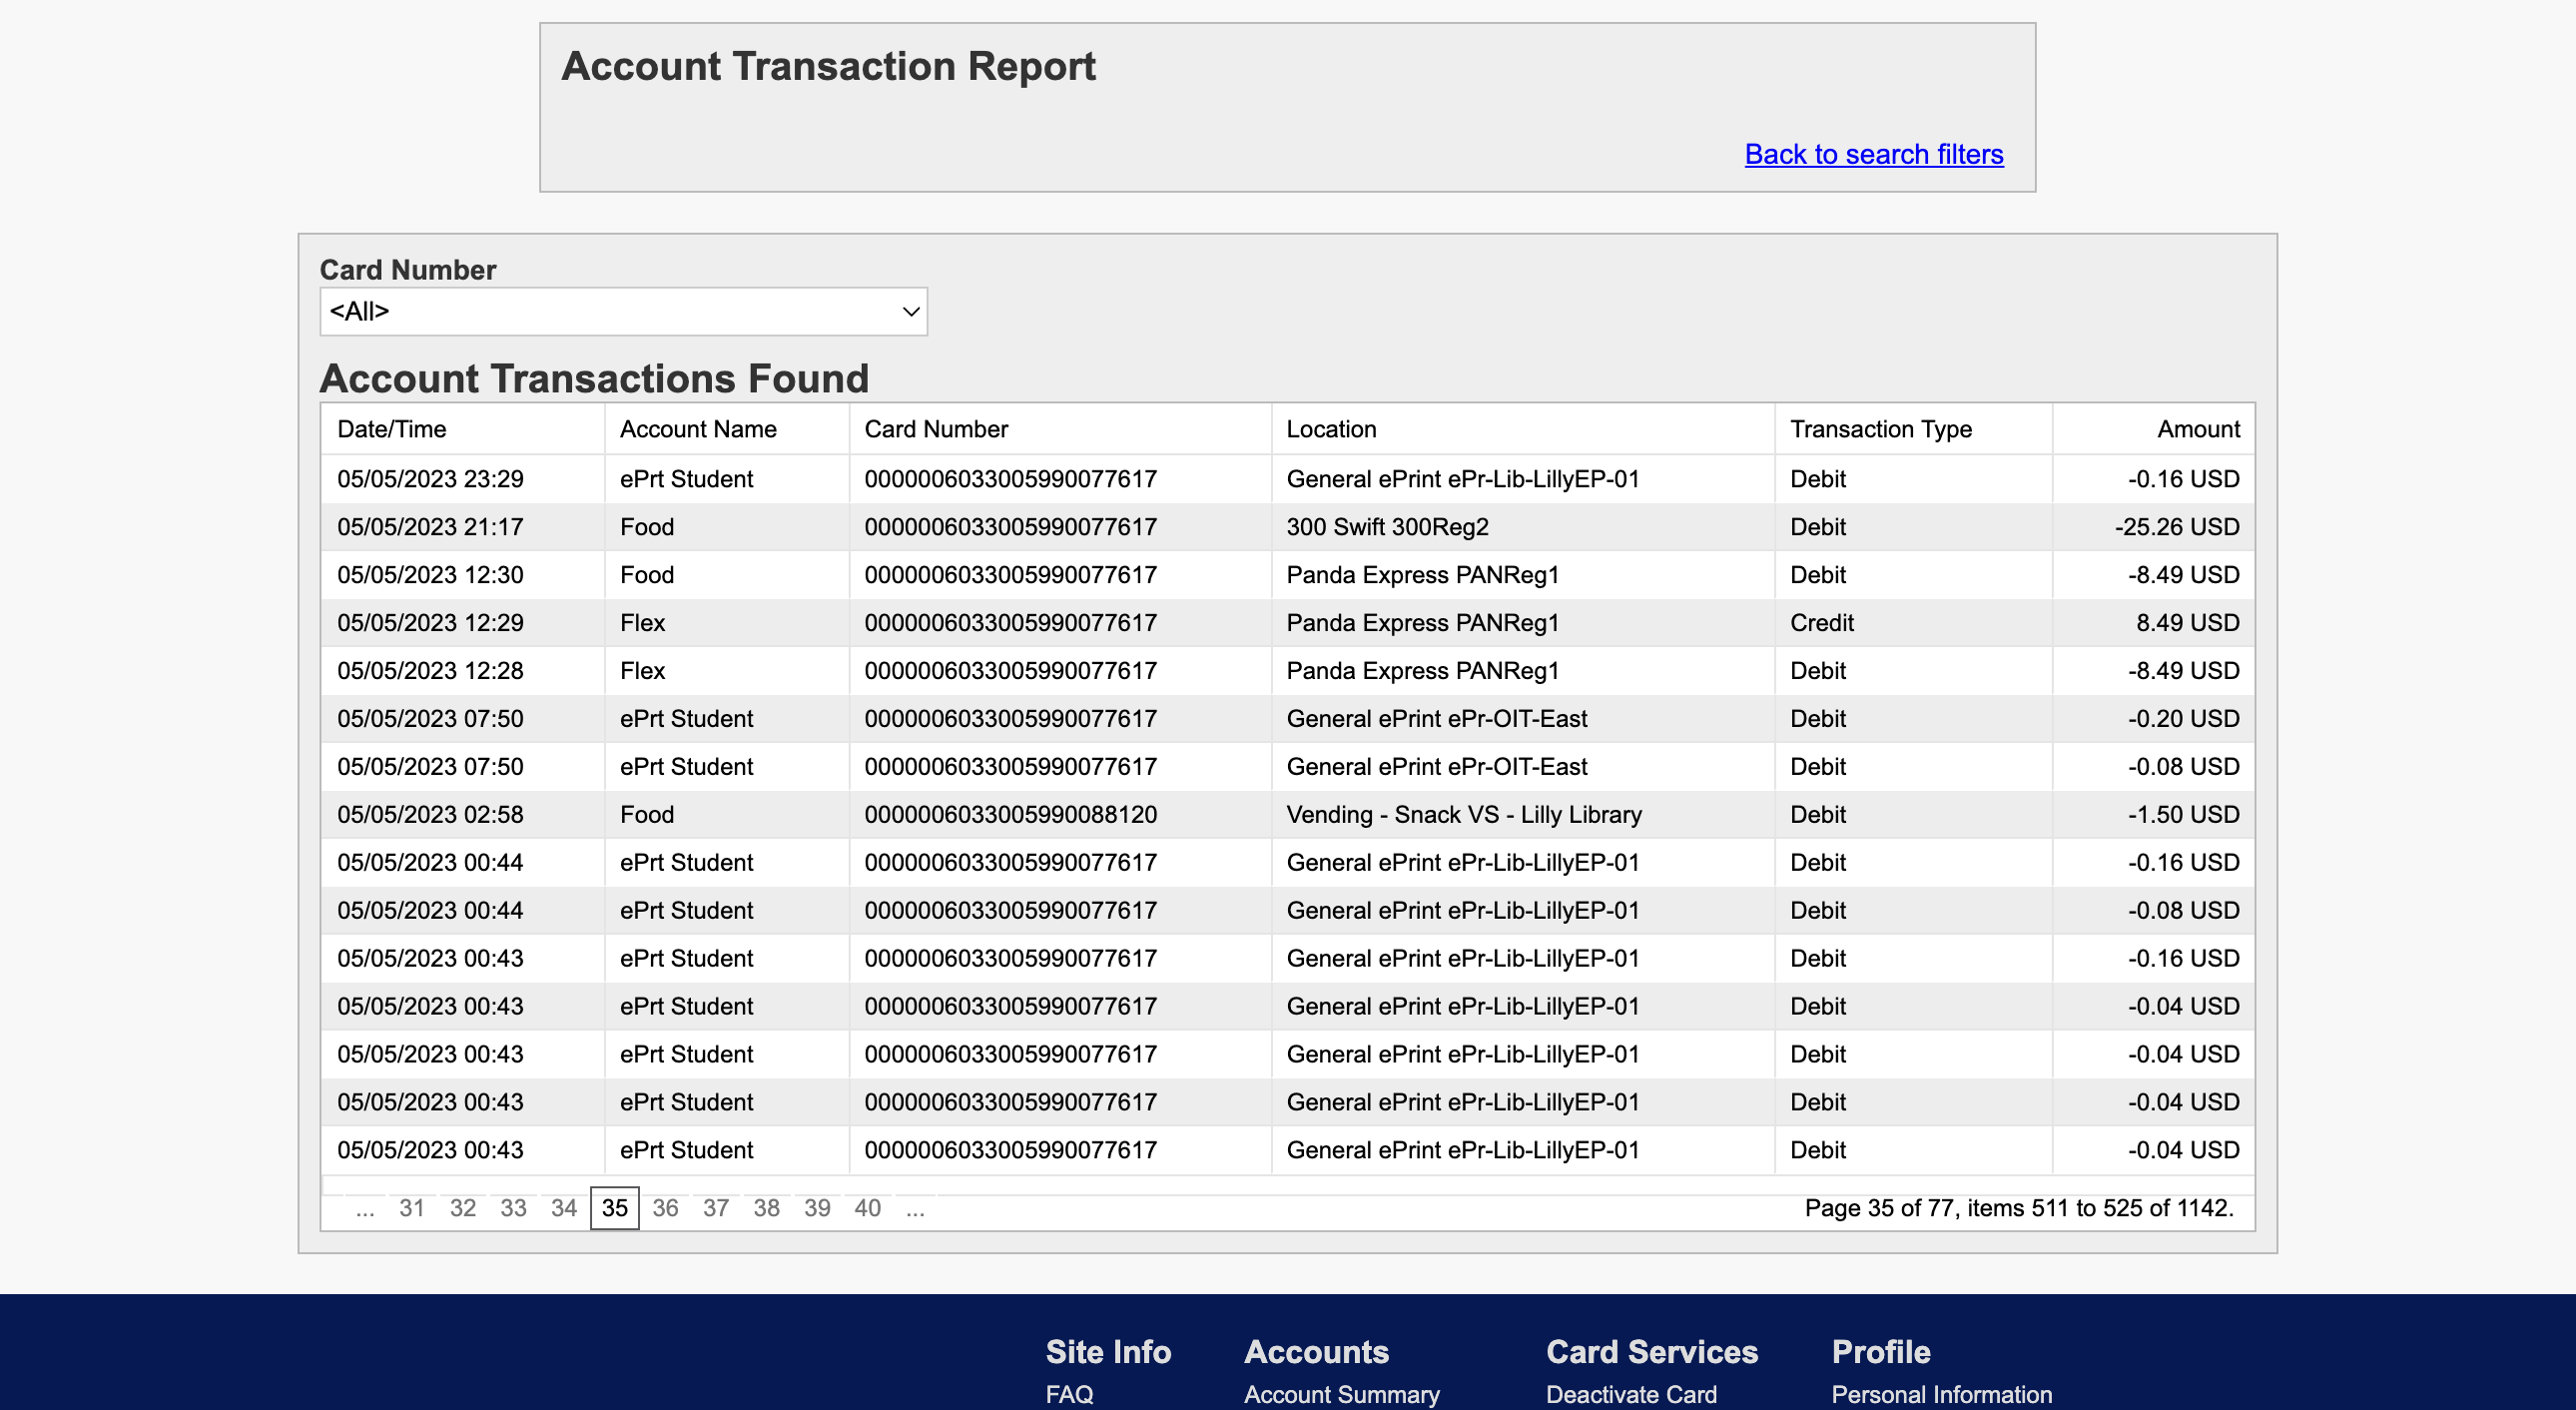 Account Transaction Report
Back to search filters
Card Number
<All>
Account Transactions Found
Date/Time Account Name Card Number Location Transaction Type Amount
05/05/2023 23:29 ePrt Student 0000006033005990077617 General ePrint ePr-Lib-LillyEP-01 Debit -0.16 USD
05/05/2023 21:17 Food 0000006033005990077617 300 Swift 300Reg2 Debit -25.26 USD
05/05/2023 12:30 Food 0000006033005990077617 Panda Express PANReg1 Debit -8.49 USD
05/05/2023 12:29 Flex 0000006033005990077617 Panda Express PANReg1 Credit 8.49 USD
05/05/2023 12:28 Flex 0000006033005990077617 Panda Express PANReg1 Debit -8.49 USD
05/05/2023 07:50 ePrt Student 0000006033005990077617 General ePrint ePr-OIT-East Debit -0.20 USD
05/05/2023 07:50 ePrt Student 0000006033005990077617 General ePrint ePr-OIT-East Debit -0.08 USD
05/05/2023 02:58 Food 0000006033005990088120 Vending - Snack VS - Lilly Library Debit -1.50 USD
05/05/2023 00:44 ePrt Student 0000006033005990077617 General ePrint ePr-Lib-LillyEP-01 Debit -0.16 USD
05/05/2023 00:44 ePrt Student 0000006033005990077617 General ePrint ePr-Lib-LillyEP-01 Debit -0.08 USD
05/05/2023 00:43 ePrt Student 0000006033005990077617 General ePrint ePr-Lib-LillyEP-01 Debit -0.16 USD
05/05/2023 00:43 ePrt Student 0000006033005990077617 General ePrint ePr-Lib-LillyEP-01 Debit -0.04 USD
05/05/2023 00:43 ePrt Student 0000006033005990077617 General ePrint ePr-Lib-LillyEP-01 Debit -0.04 USD
05/05/2023 00:43 ePrt Student 0000006033005990077617 General ePrint ePr-Lib-LillyEP-01 Debit -0.04 USD
05/05/2023 00:43 ePrt Student 0000006033005990077617 General ePrint ePr-Lib-LillyEP-01 Debit -0.04 USD
... 31 32 33 34 35 36 37 38 39 40 ... Page 35 of 77, items 511 to 525 of 1142.
Site Info Accounts Card Services Profile
FAQ Account Summary Deactivate Card Personal Information